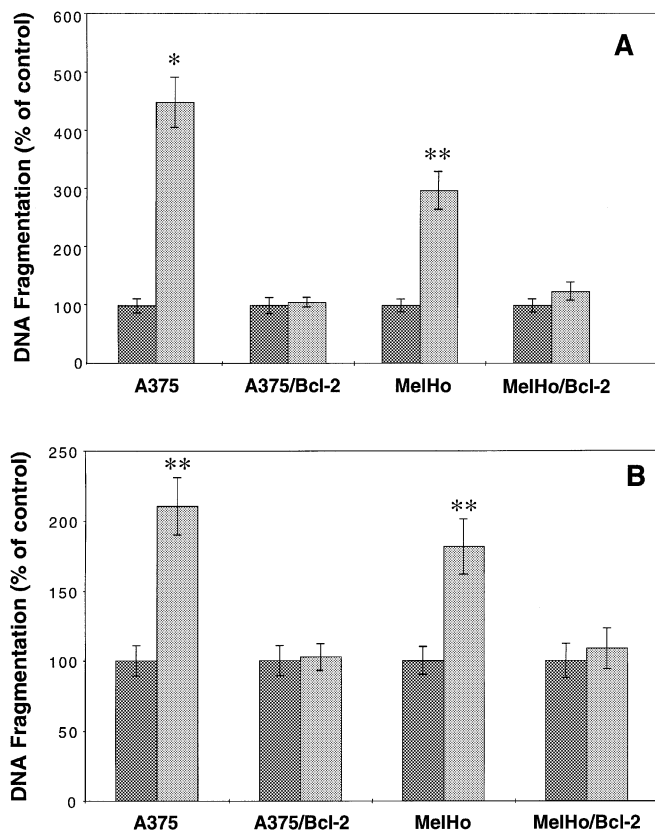 A
DNA Fragmentation (% of control)
600
500
400
300
200
100
0
*
**
A375 A375/Bcl-2 MelHo MelHo/Bcl-2
B
DNA Fragmentation (% of control)
250
200
150
100
50
0
**
**
A375 A375/Bcl-2 MelHo MelHo/Bcl-2